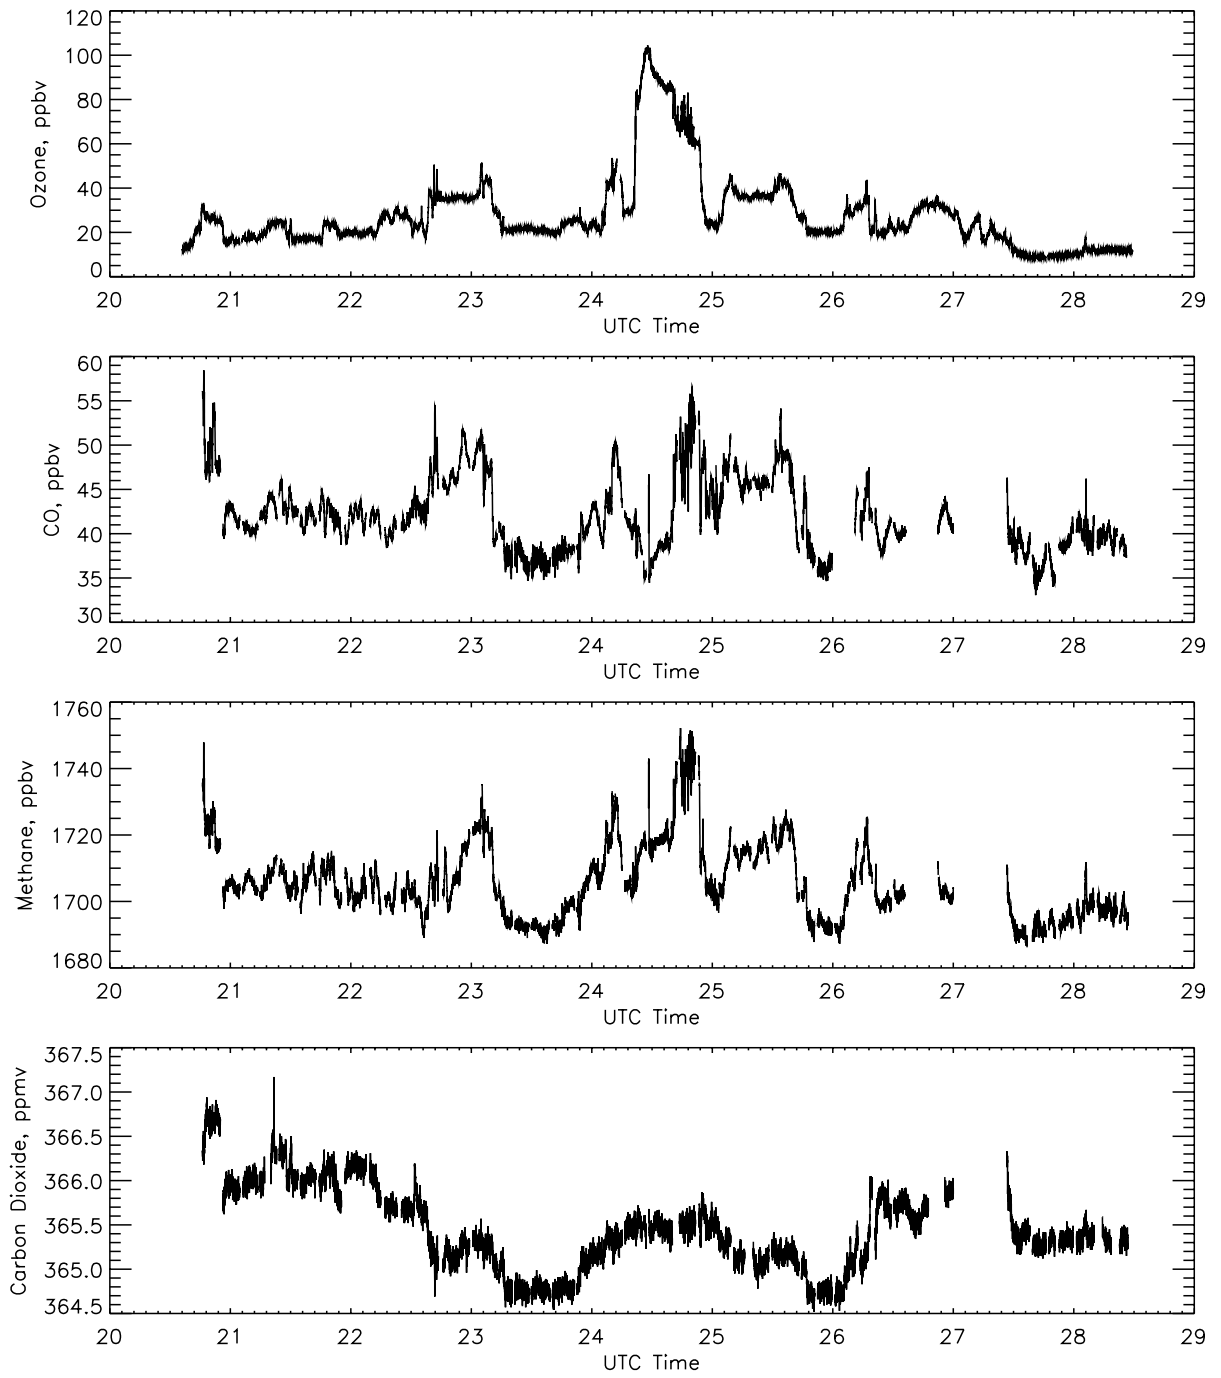 120
100
80
60
40
20
0
Ozone, ppbv
20 21 22 23 24 25 26 27 28 29
UTC Time
60
55
50
45
40
35
30
CO, ppbv
20 21 22 23 24 25 26 27 28 29
UTC Time
1760
1740
1720
1700
1680
Methane, ppbv
20 21 22 23 24 25 26 27 28 29
UTC Time
367.5
367.0
366.5
366.0
365.5
365.0
364.5
Carbon Dioxide, ppmv
20 21 22 23 24 25 26 27 28 29
UTC Time